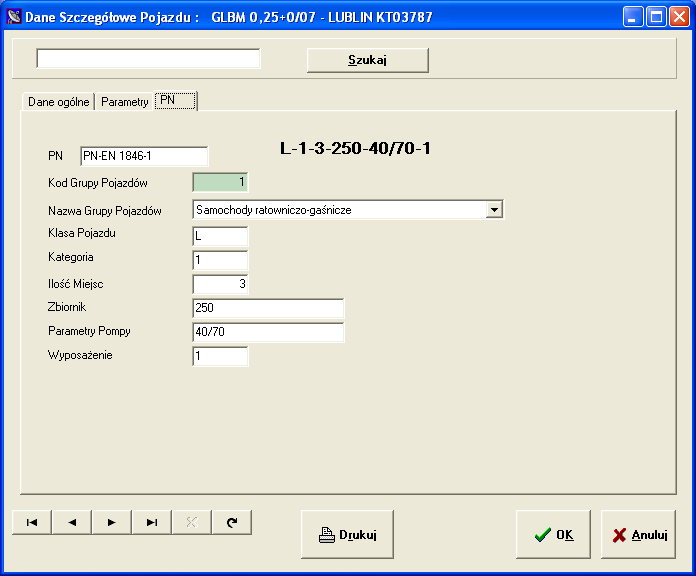 Dane Szczegółowe Pojazdu : GLBM 0,25+0/07 - LUBLIN KT03787
Szukaj
Dane ogólne Parametry PN
PN PN-EN 1846-1 L-1-3-250-40/70-1
Kod Grupy Pojazdów 1
Nazwa Grupy Pojazdów Samochody ratowniczo-gaśnicze
Klasa Pojazdu L
Kategoria 1
Ilość Miejsc 3
Zbiornik 250
Parametry Pompy 40/70
Wyposażenie 1
Drukuj OK Anuluj